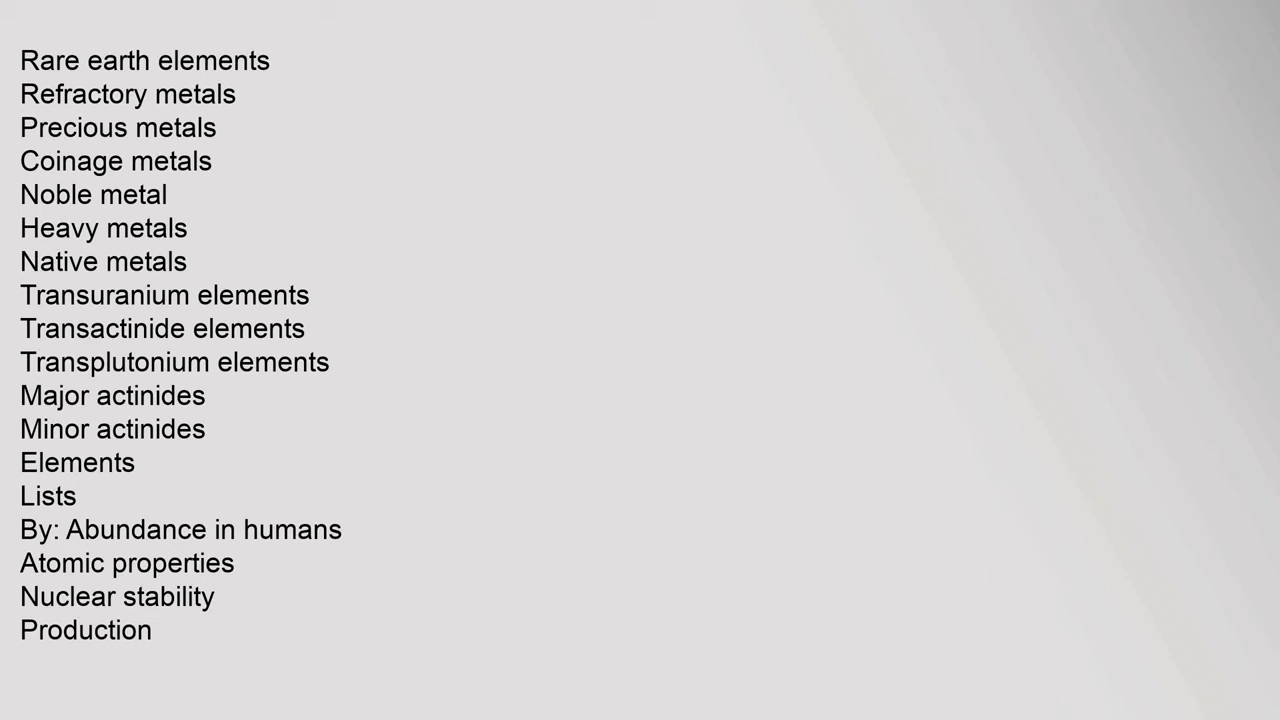 Rare earth elements
Refractory metals
Precious metals
Coinage metals
Noble metal
Heavy metals
Native metals
Transuranium elements
Transactinide elements
Transplutonium elements
Major actinides
Minor actinides
Elements
Lists
By: Abundance in humans
Atomic properties
Nuclear stability
Production